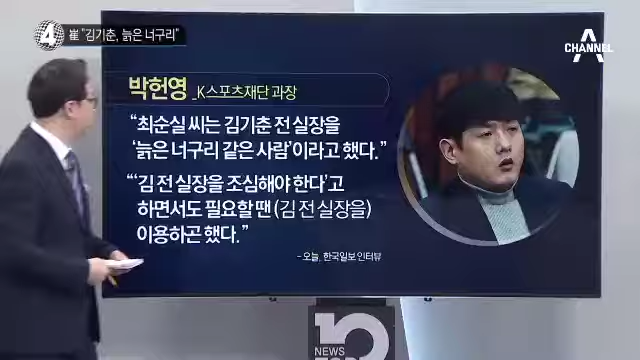 4 崔 "김기춘, 늙은 너구리"
CHANNEL A
박헌영 _K스포츠재단 과장
“최순실 씨는 김기춘 전 실장을
‘늙은 너구리 같은 사람’이라고 했다.”
“‘김 전 실장을 조심해야 한다’고
하면서도 필요할 땐 (김 전 실장을)
이용하곤 했다.”
- 오늘, 한국일보 인터뷰
10
NEWS
TOP